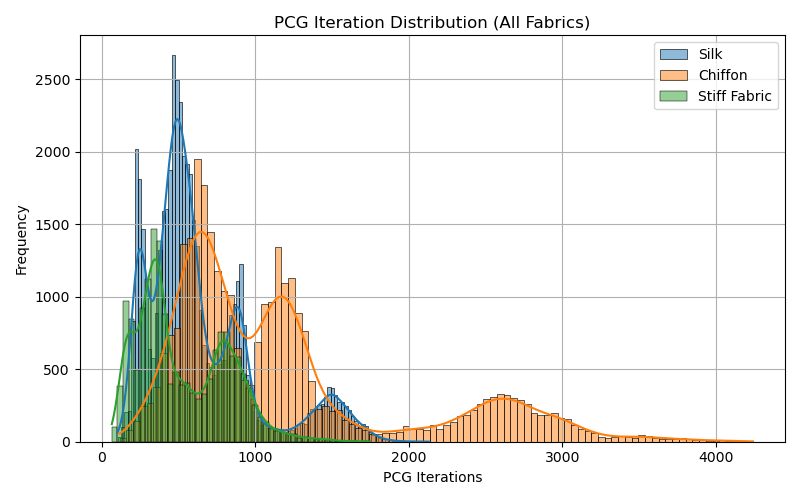 PCG Iteration Distribution (All Fabrics)
Silk
Chiffon
Stiff Fabric
Frequency
2500
2000
1500
1000
500
0
0 1000 2000 3000 4000
PCG Iterations